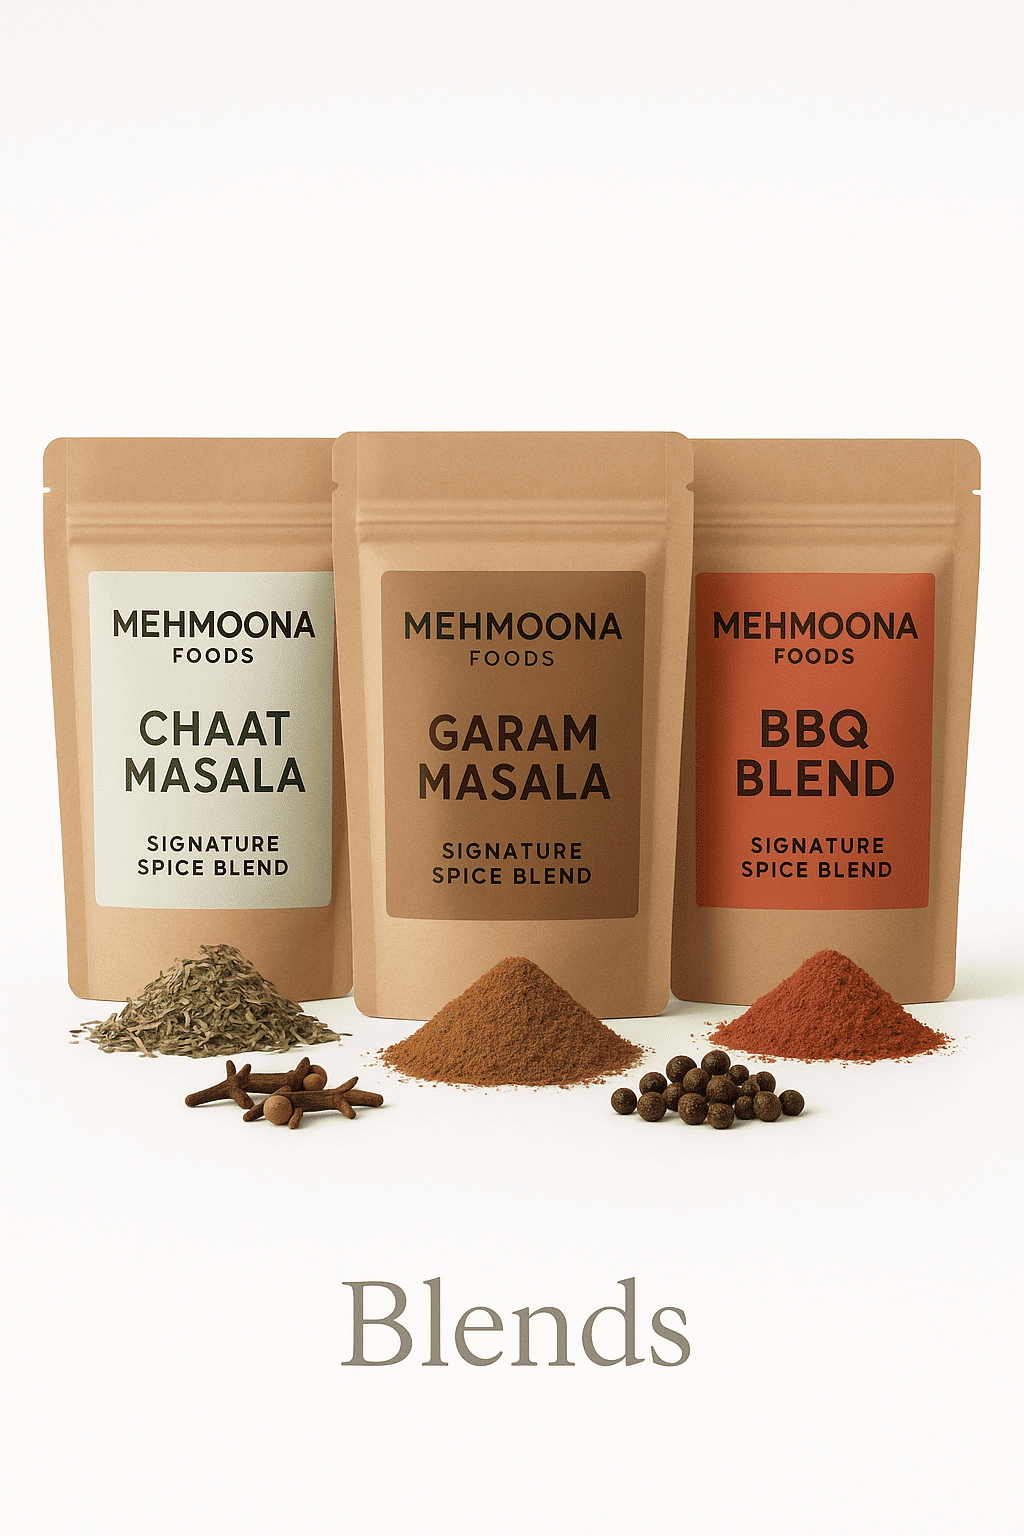 MEHMOONA
FOODS
CHAAT
MASALA
SIGNATURE
SPICE BLEND
MEHMOONA
FOODS
GARAM
MASALA
SIGNATURE
SPICE BLEND
MEHMOONA
FOODS
BBQ
BLEND
SIGNATURE
SPICE BLEND
Blends